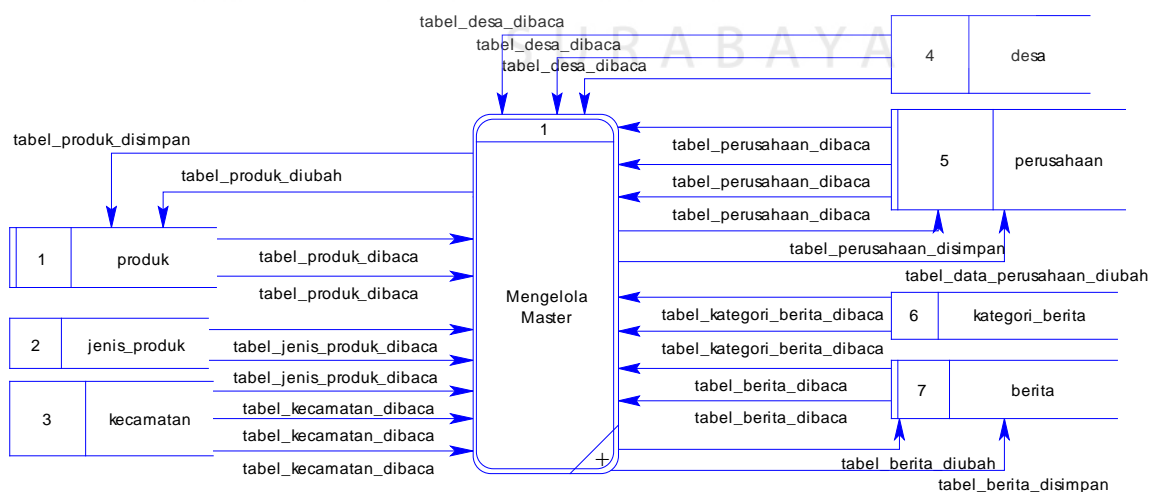 tabel_desa_dibaca
SURABAYA
tabel_desa_dibaca
tabel_desa_dibaca
4
desa
1
tabel_produk_disimpan
tabel_produk_diubah
tabel_perusahaan_dibaca
tabel_perusahaan_dibaca
tabel_perusahaan_dibaca
5
perusahaan
tabel_perusahaan_disimpan
tabel_data_perusahaan_diubah
1
produk
tabel_produk_dibaca
tabel_produk_dibaca
Mengelola
Master
tabel_kategori_berita_dibaca
tabel_kategori_berita_dibaca
6
kategori_berita
2
jenis_produk
tabel_jenis_produk_dibaca
tabel_jenis_produk_dibaca
tabel_berita_dibaca
tabel_berita_dibaca
7
berita
3
kecamatan
tabel_kecamatan_dibaca
tabel_kecamatan_dibaca
tabel_kecamatan_dibaca
+
tabel_berita_diubah
tabel_berita_disimpan